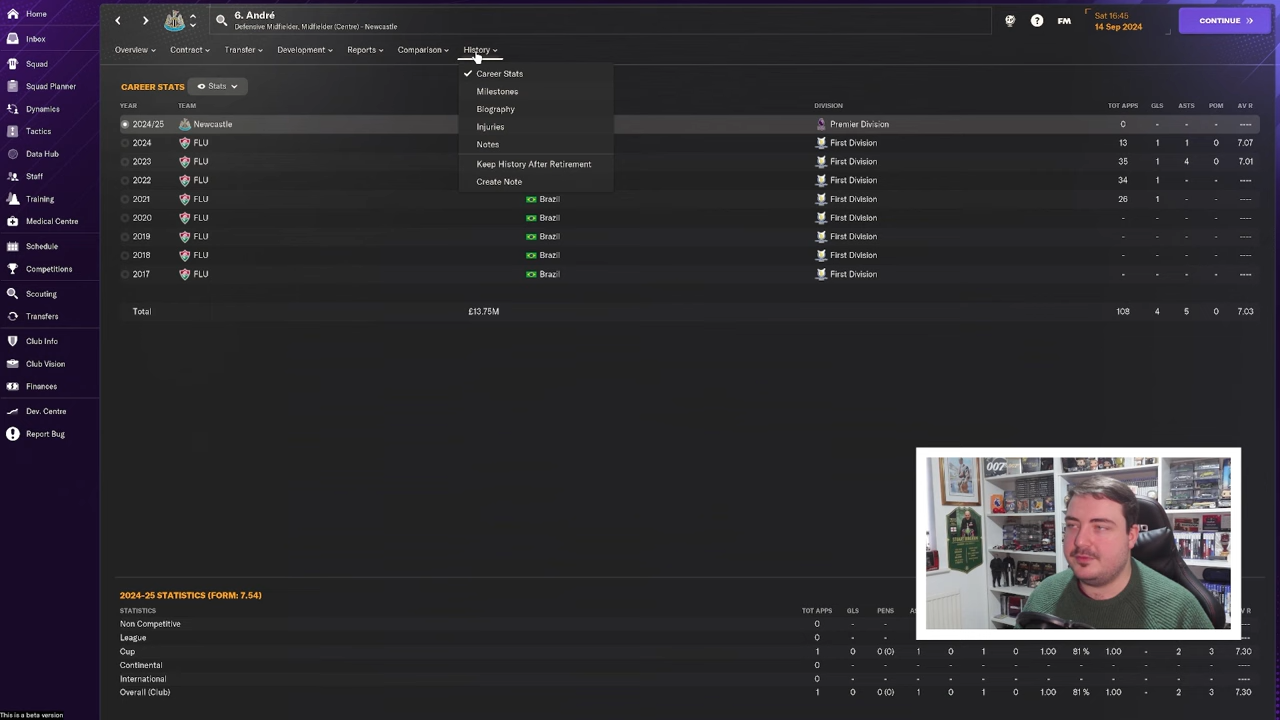 Home
6. André
Defensive Midfielder, Midfielder (Centre) - Newcastle
FM
Sat 16:45
14 Sep 2024
CONTINUE
Inbox
Overview
Contract
Transfer
Development
Reports
Comparison
History
Squad
Squad Planner
Dynamics
Tactics
Data Hub
Staff
Training
Medical Centre
Schedule
Competitions
Scouting
Transfers
Club Info
Club Vision
Finances
Dev. Centre
Report Bug
CAREER STATS
Stats
Career Stats
Milestones
Biography
Injuries
Notes
Keep History After Retirement
Create Note
YEAR TEAM DIVISION TOT APPS GLS ASTS POM AV R
2024/25 Newcastle Premier Division 0 - - - ----
2024 FLU First Division 13 1 1 0 7.07
2023 FLU First Division 35 1 4 0 7.01
2022 FLU First Division 34 1 - - ----
2021 FLU Brazil First Division 26 1 - - ----
2020 FLU Brazil First Division - - - - ----
2019 FLU Brazil First Division - - - - ----
2018 FLU Brazil First Division - - - - ----
2017 FLU Brazil First Division - - - - ----
Total £13.75M 108 4 5 0 7.03
007
2024-25 STATISTICS (FORM: 7.54)
STATISTICS TOT APPS GLS PENS AV R
Non Competitive 0 - -
League 0 - -
Cup 1 0 0 (0) 1 0 1 0 1.00 81 % 1.00 - 2 3 7.30
Continental 0 - - - - - - - - - - - - ----
International 0 - - - - - - - - - - - - ----
Overall (Club) 1 0 0 (0) 1 0 1 0 1.00 81 % 1.00 - 2 3 7.30
This is a beta version